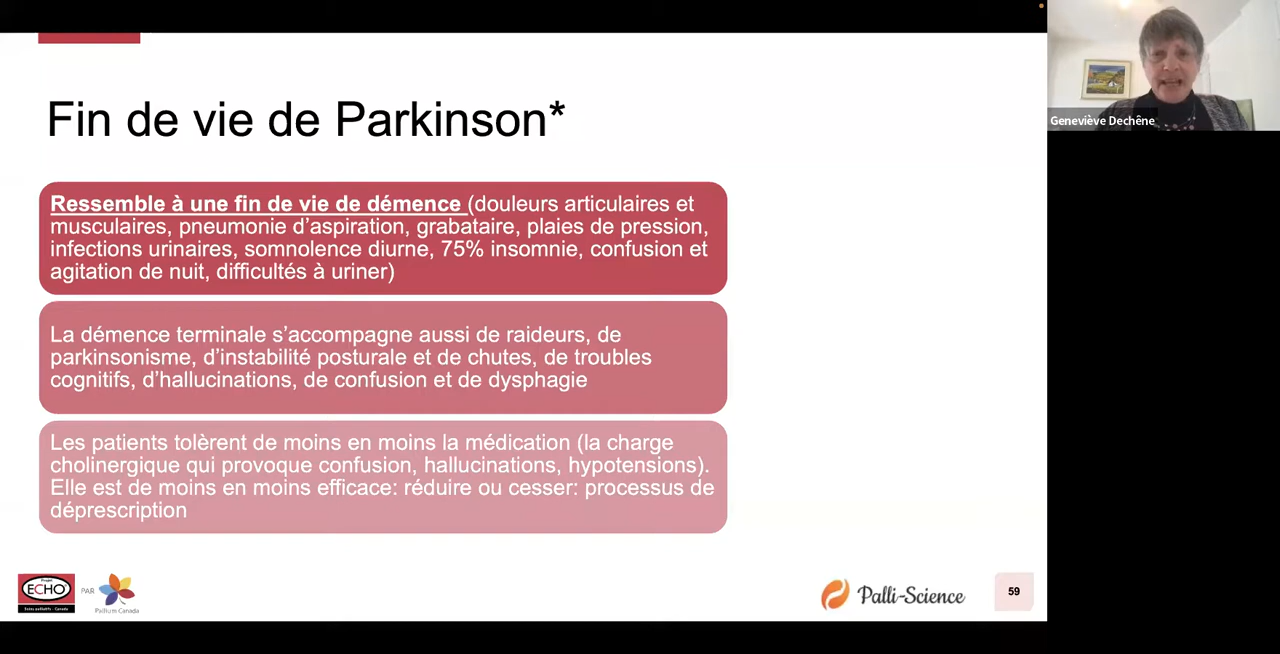 Fin de vie de Parkinson*
Ressemble à une fin de vie de démence (douleurs articulaires et
musculaires, pneumonie d’aspiration, grabataire, plaies de pression,
infections urinaires, somnolence diurne, 75% insomnie, confusion et
agitation de nuit, difficultés à uriner)
La démence terminale s’accompagne aussi de raideurs, de
parkinsonisme, d’instabilité posturale et de chutes, de troubles
cognitifs, d’hallucinations, de confusion et de dysphagie
Les patients tolèrent de moins en moins la médication (la charge
cholinergique qui provoque confusion, hallucinations, hypotensions).
Elle est de moins en moins efficace: réduire ou cesser: processus de
déprescription
Geneviève Dechêne
Projet
ECHO
Soins palliatifs Canada
PAR
Pallium Canada
Palli-Science
59